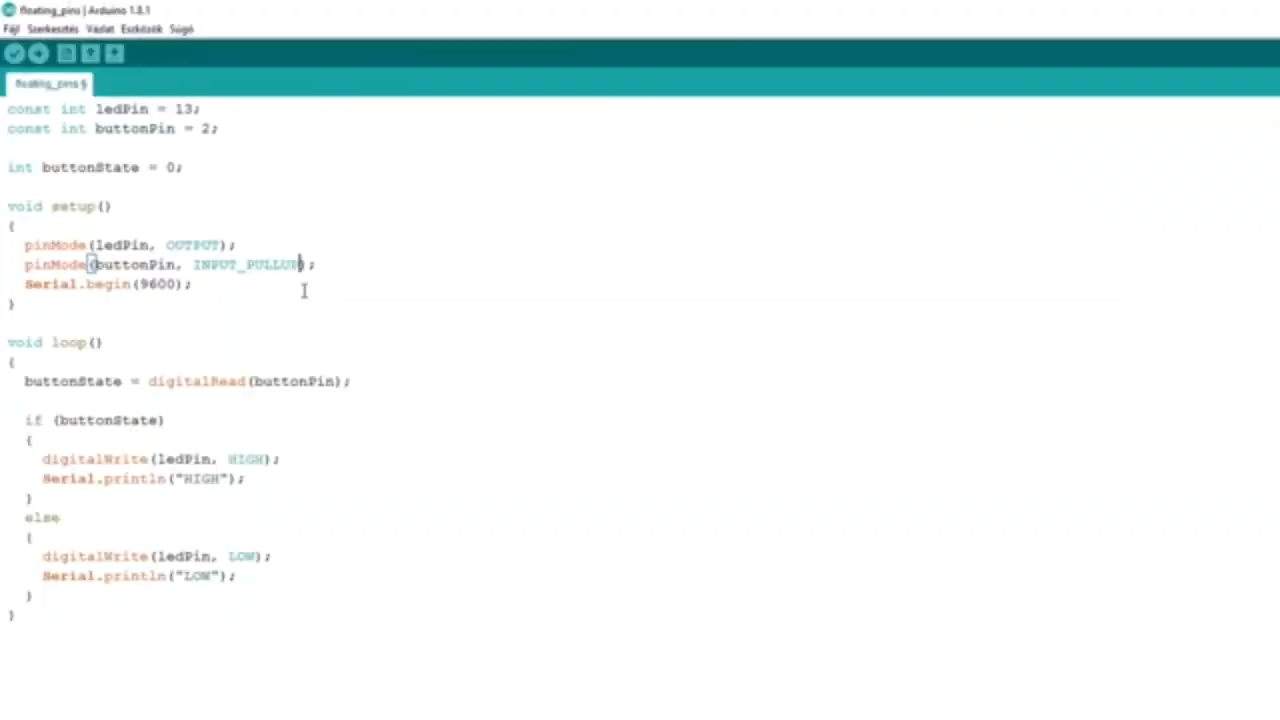 floating_pins | Arduino 1.8.1
Fájl Szerkesztés Vázlat Eszközök Súgó
floating_pins §
const int ledPin = 13;
const int buttonPin = 2;
int buttonState = 0;
void setup()
{
pinMode(ledPin, OUTPUT);
pinMode(buttonPin, INPUT_PULLUP);
Serial.begin(9600);
}
void loop()
{
buttonState = digitalRead(buttonPin);
if (buttonState)
{
digitalWrite(ledPin, HIGH);
Serial.println("HIGH");
}
else
{
digitalWrite(ledPin, LOW);
Serial.println("LOW");
}
}